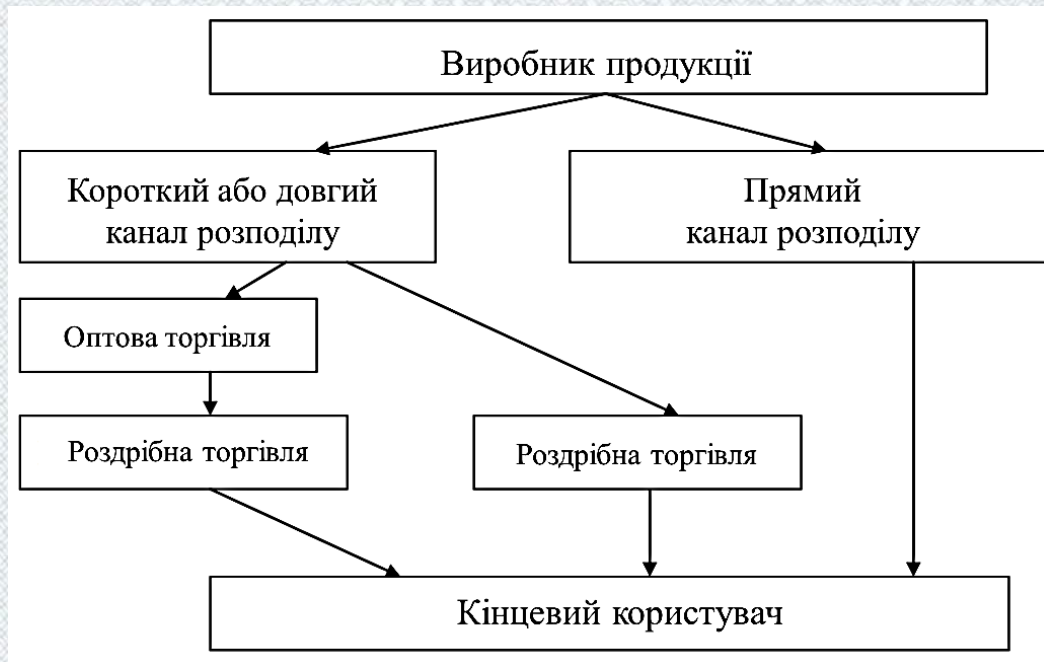 Виробник продукції
Короткий або довгий
канал розподілу
Прямий
канал розподілу
Оптова торгівля
Роздрібна торгівля
Роздрібна торгівля
Кінцевий користувач